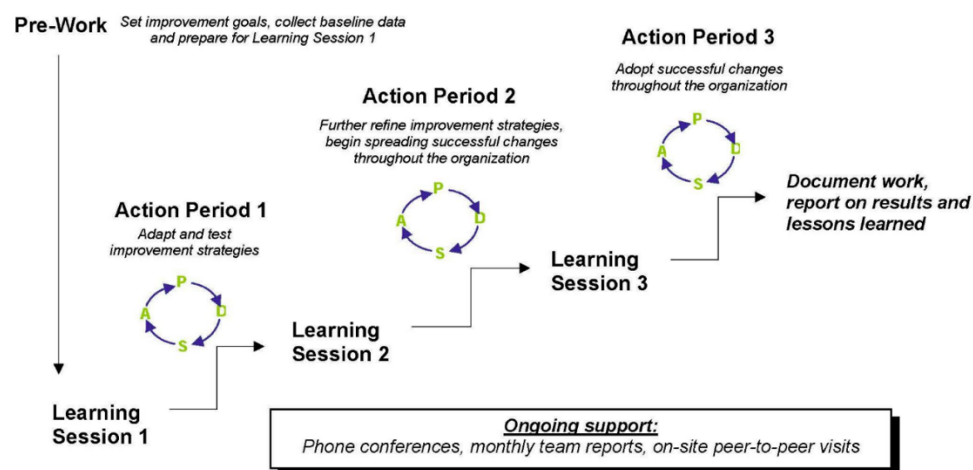 Pre-Work
Set improvement goals, collect baseline data
and prepare for Learning Session 1
Action Period 3
Adopt successful changes
throughout the organization
P
A
D
S
Action Period 2
Further refine improvement strategies,
begin spreading successful changes
throughout the organization
P
A
D
S
Document work,
report on results and
lessons learned
Action Period 1
Adapt and test
improvement strategies
P
A
D
S
Learning
Session 3
Learning
Session 2
Learning
Session 1
Ongoing support:
Phone conferences, monthly team reports, on-site peer-to-peer visits